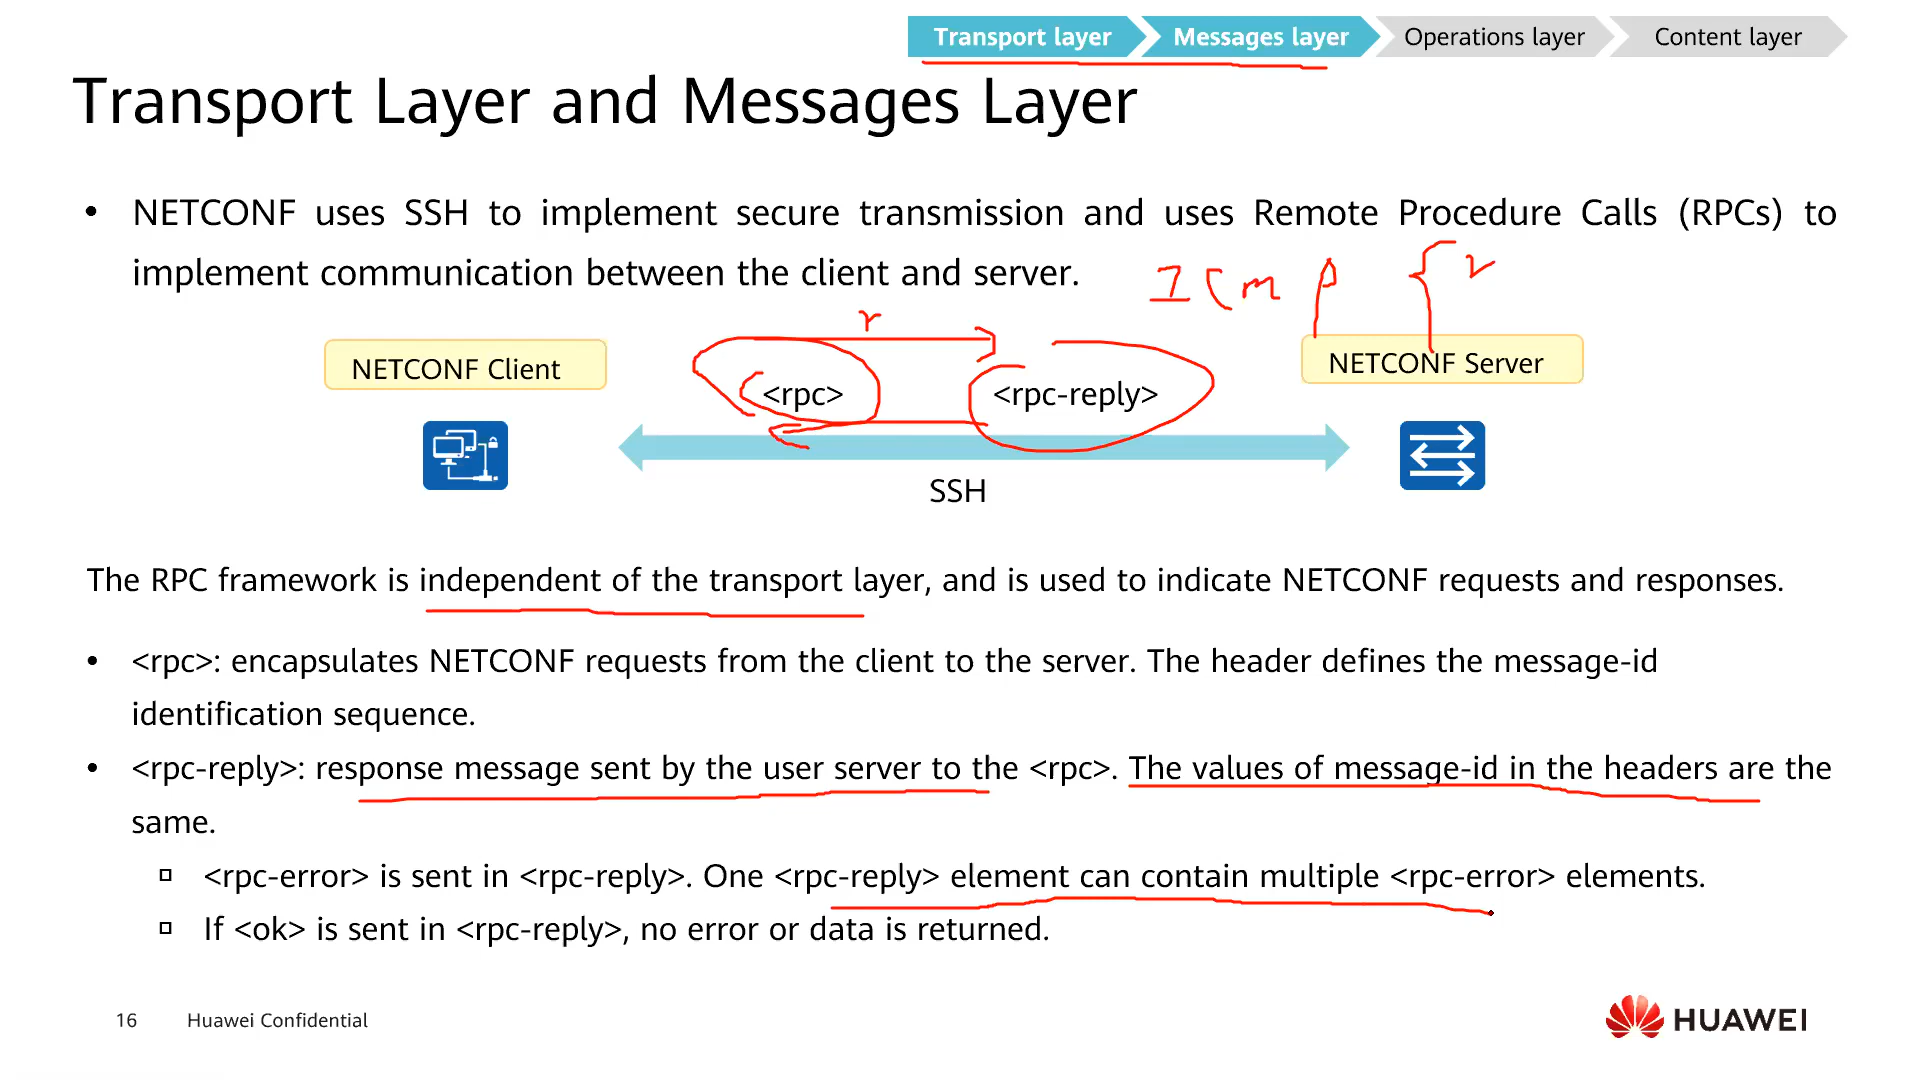 Transport layer
Messages layer
Operations layer
Content layer
Transport Layer and Messages Layer
• NETCONF uses SSH to implement secure transmission and uses Remote Procedure Calls (RPCs) to
implement communication between the client and server.
ICmp { r
r
NETCONF Client
<rpc>
<rpc-reply>
NETCONF Server
SSH
The RPC framework is independent of the transport layer, and is used to indicate NETCONF requests and responses.
• <rpc>: encapsulates NETCONF requests from the client to the server. The header defines the message-id
identification sequence.
• <rpc-reply>: response message sent by the user server to the <rpc>. The values of message-id in the headers are the
same.
<rpc-error> is sent in <rpc-reply>. One <rpc-reply> element can contain multiple <rpc-error> elements.
If <ok> is sent in <rpc-reply>, no error or data is returned.
16 Huawei Confidential
HUAWEI